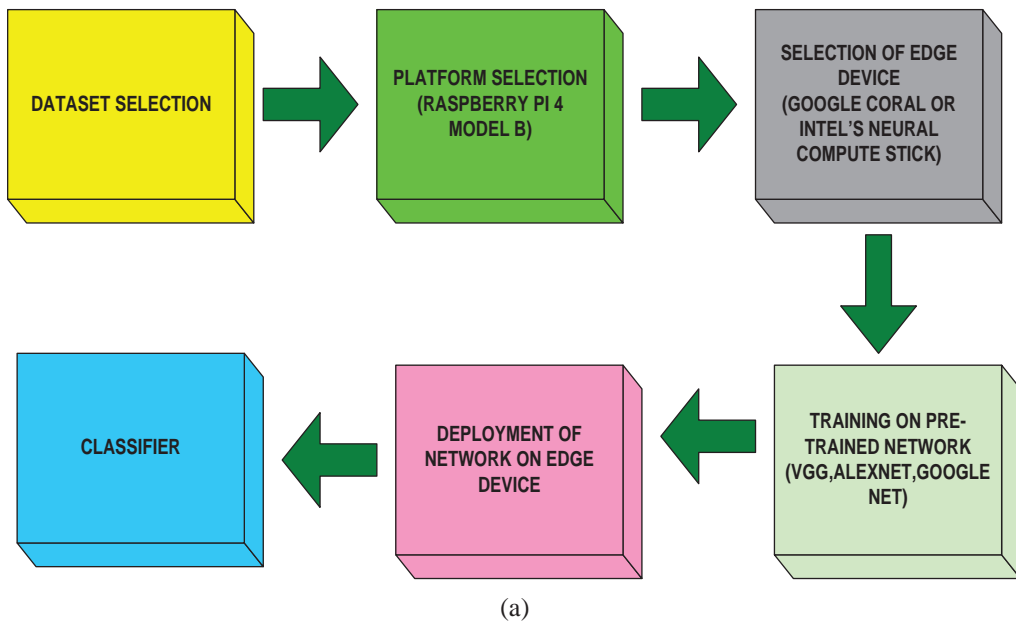 DATASET SELECTION
PLATFORM SELECTION
(RASPBERRY PI 4
MODEL B)
SELECTION OF EDGE
DEVICE
(GOOGLE CORAL OR
INTEL'S NEURAL
COMPUTE STICK)
TRAINING ON PRE-
TRAINED NETWORK
(VGG,ALEXNET,GOOGLE
NET)
DEPLOYMENT OF
NETWORK ON EDGE
DEVICE
CLASSIFIER
(a)